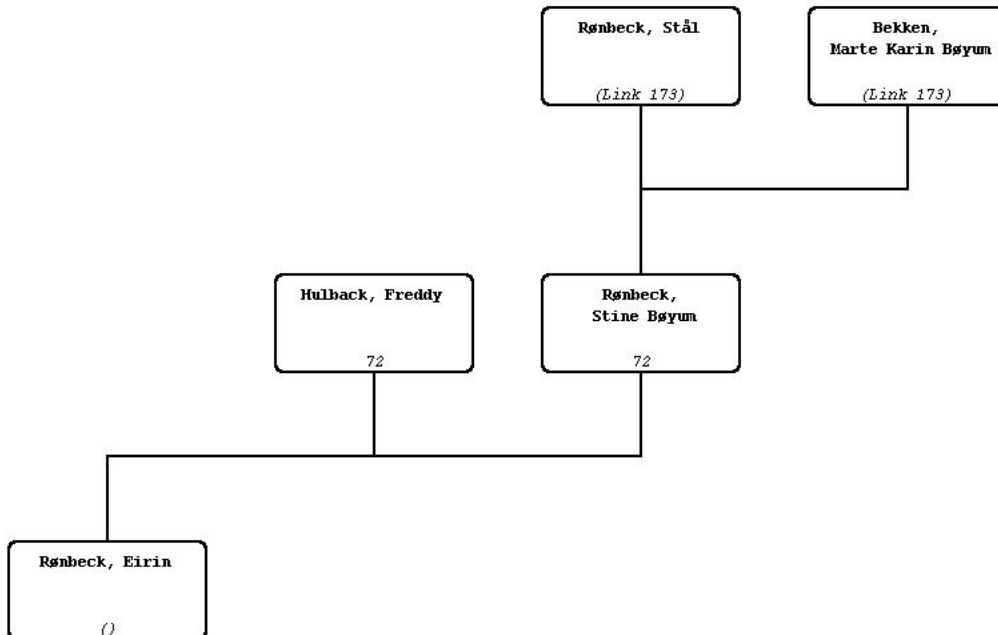 Rønbeck, Stål
(Link 173)
Bekken,
Marte Karin Bøyum
(Link 173)
Hulback, Freddy
72
Rønbeck,
Stine Bøyum
72
Rønbeck, Eirin
()